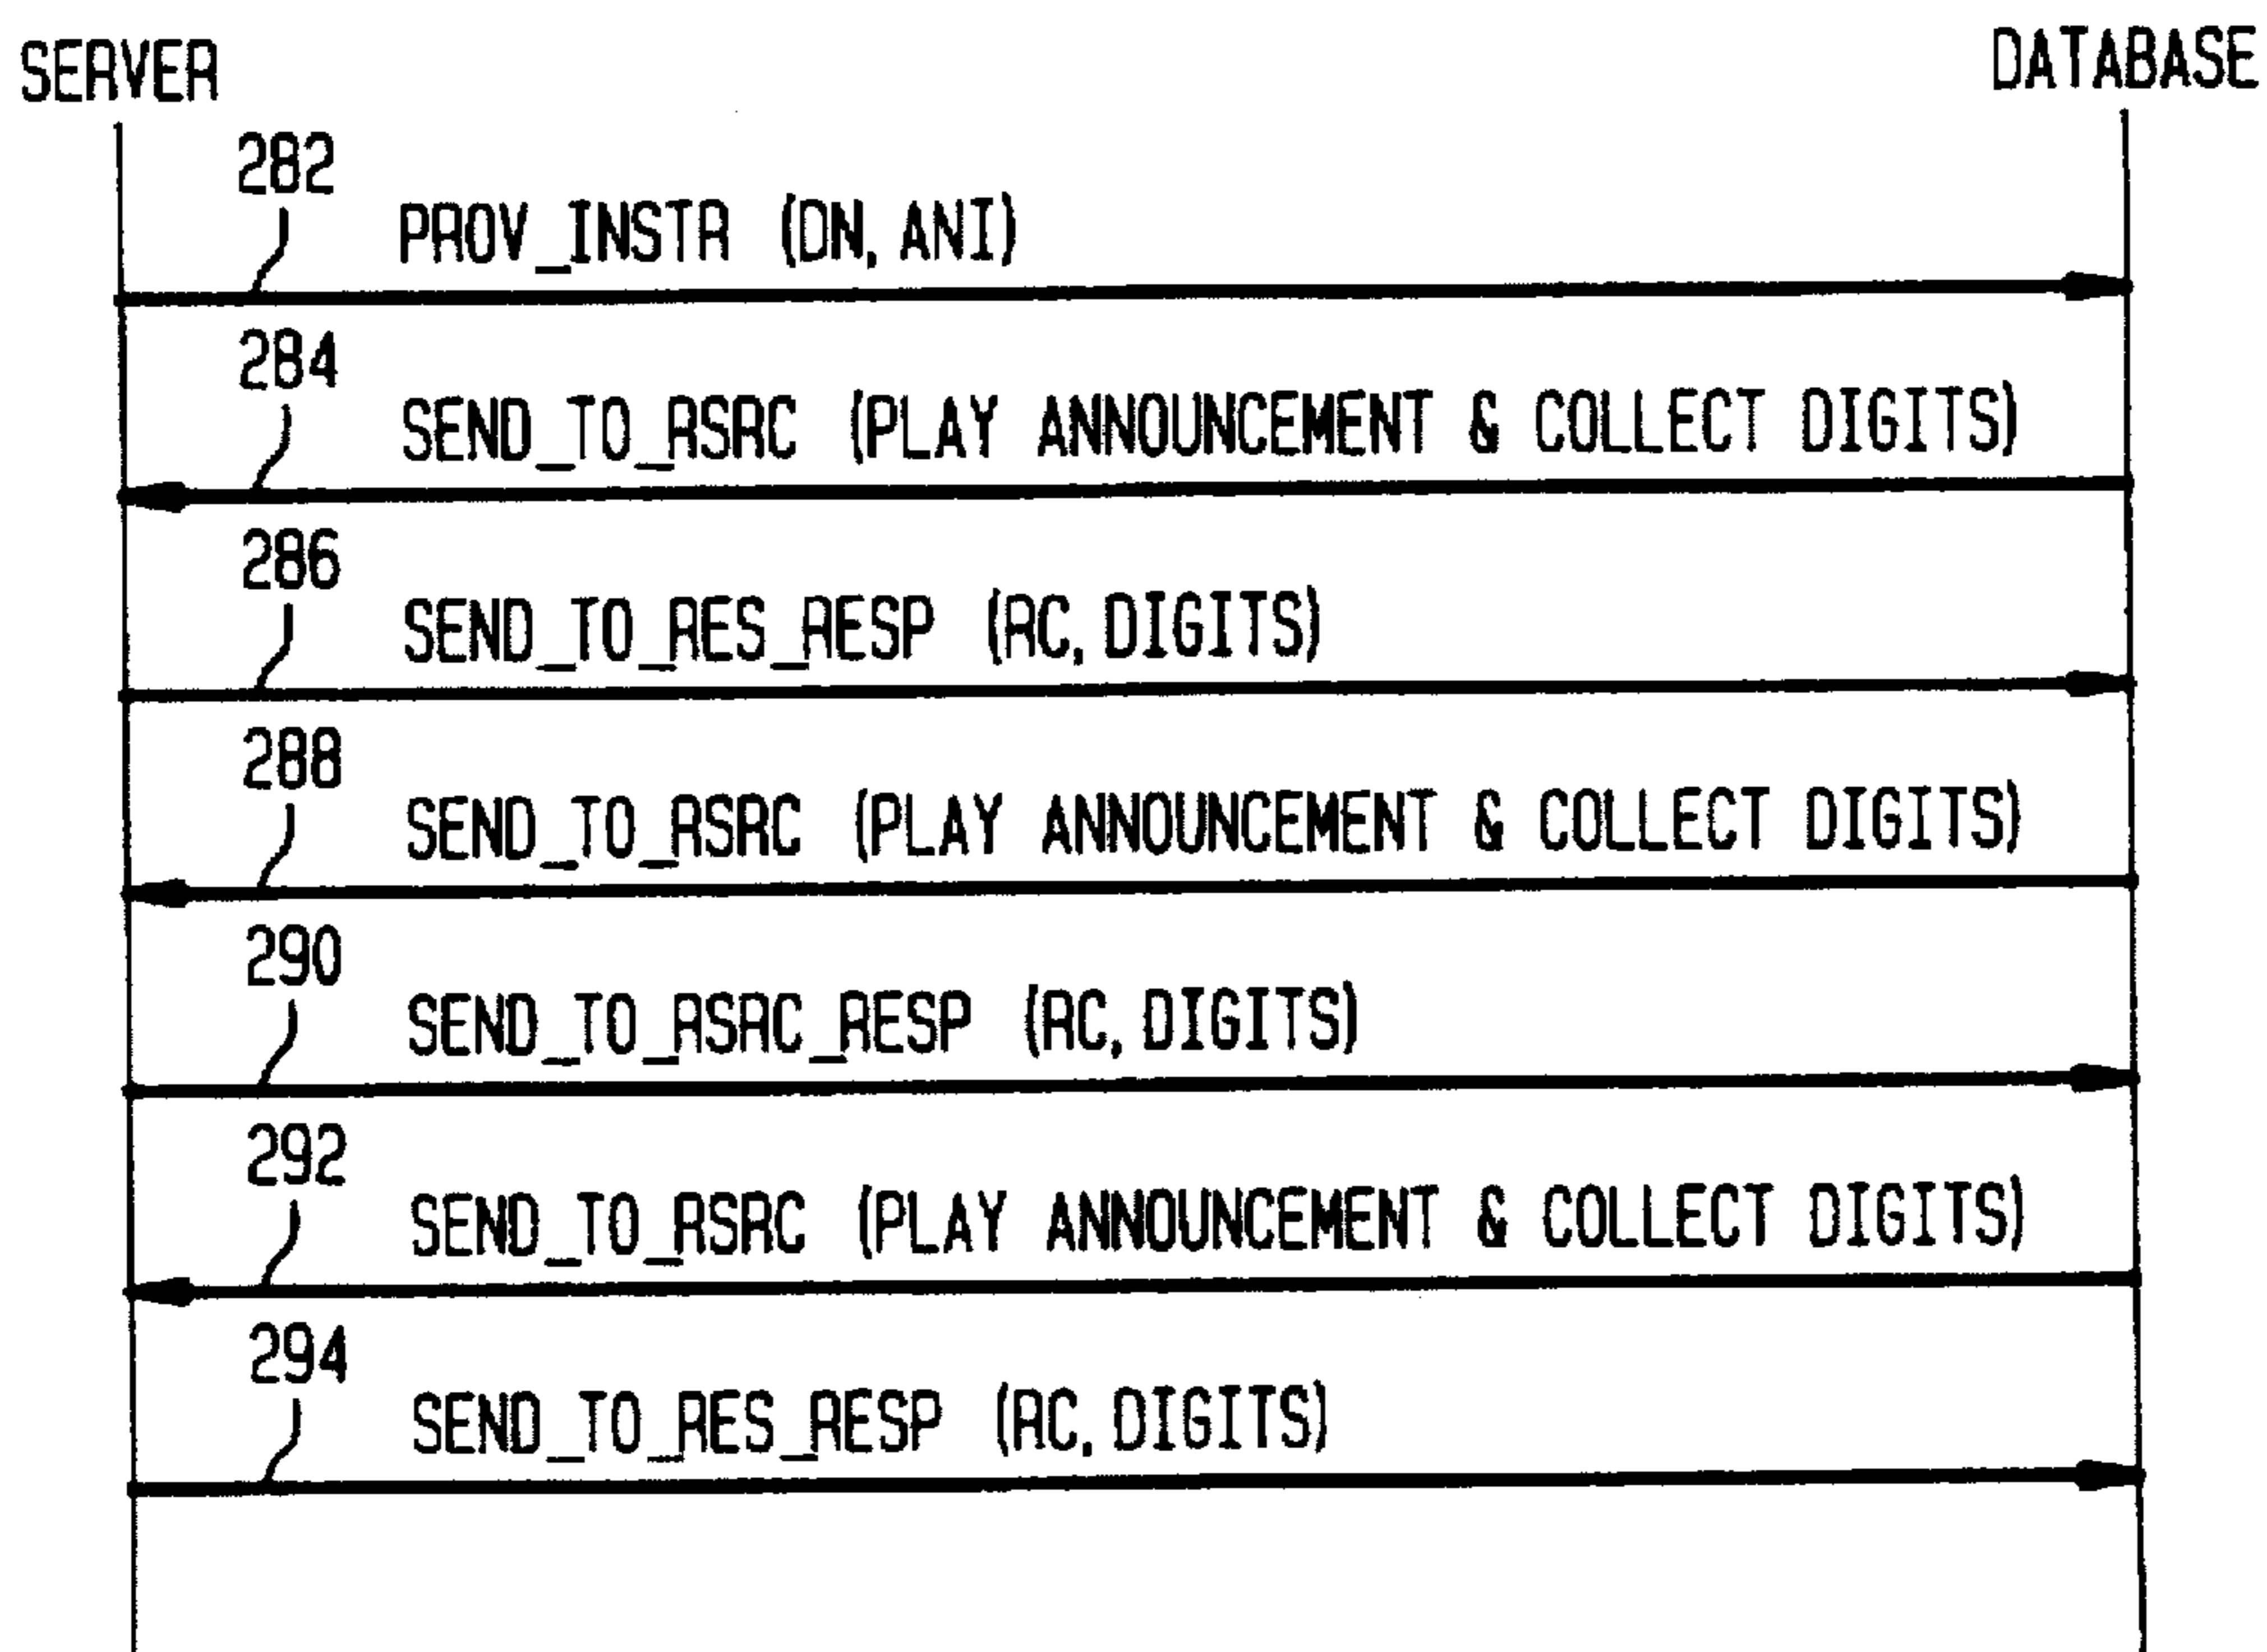 SERVER DATABASE
282
PROV_INSTR (DN, ANI)
284
SEND_TO_RSRC (PLAY ANNOUNCEMENT & COLLECT DIGITS)
286
SEND_TO_RES_RESP (RC, DIGITS)
288
SEND_TO_RSRC (PLAY ANNOUNCEMENT & COLLECT DIGITS)
290
SEND_TO_RSRC_RESP (RC, DIGITS)
292
SEND_TO_RSRC (PLAY ANNOUNCEMENT & COLLECT DIGITS)
294
SEND_TO_RES_RESP (RC, DIGITS)